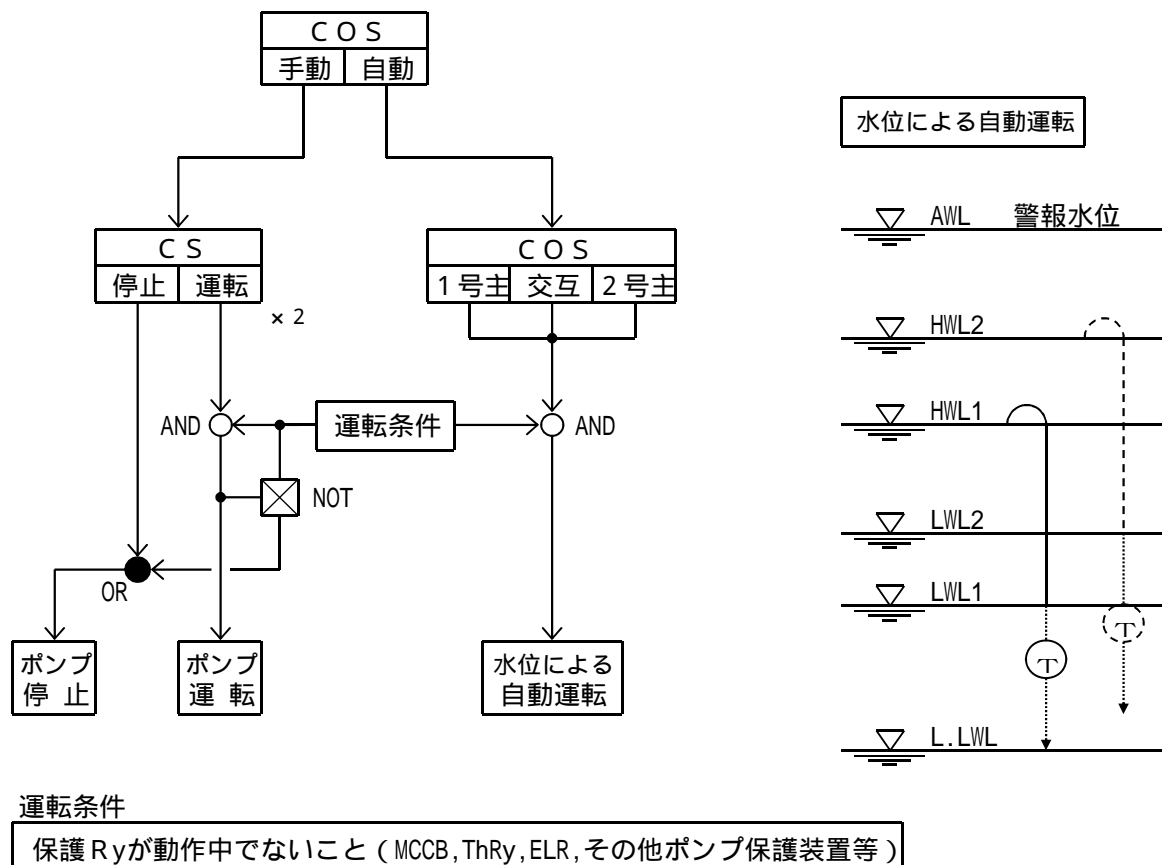 ＣＯＳ
手動 自動
水位による自動運転
AWL 警報水位
ＣＳ
停止 運転
×2
ＣＯＳ
1号主 交互 2号主
HWL2
HWL1
AND
運転条件
AND
NOT
LWL2
OR
LWL1
T
T
ポンプ
停 止
ポンプ
運 転
水位による
自動運転
L.LWL
運転条件
保護Ryが動作中でないこと（MCCB,ThRy,ELR,その他ポンプ保護装置等）